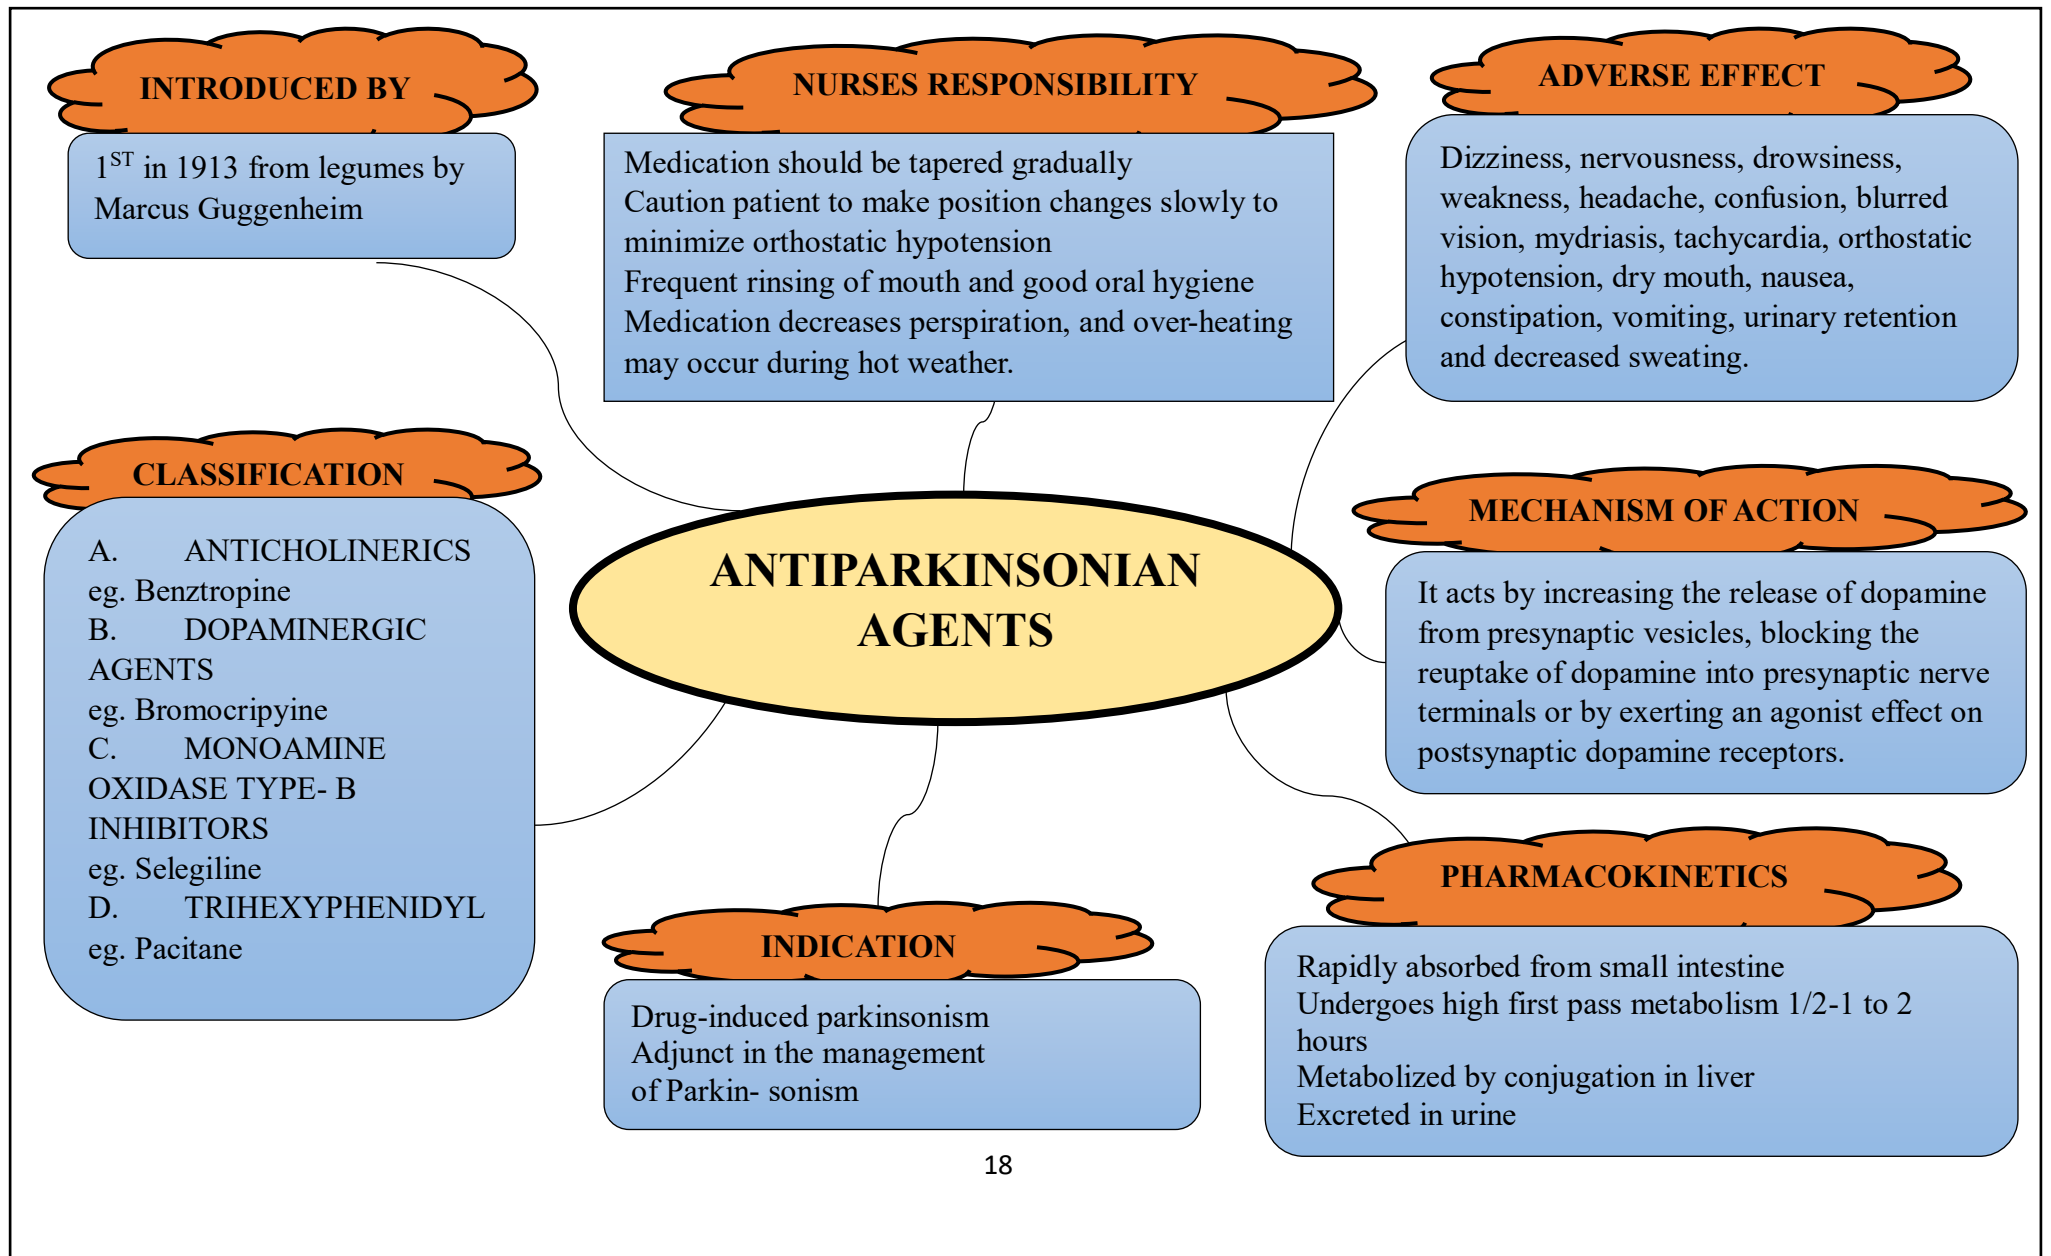 INTRODUCED BY
1ST in 1913 from legumes by
Marcus Guggenheim
NURSES RESPONSIBILITY
Medication should be tapered gradually
Caution patient to make position changes slowly to
minimize orthostatic hypotension
Frequent rinsing of mouth and good oral hygiene
Medication decreases perspiration, and over-heating
may occur during hot weather.
ADVERSE EFFECT
Dizziness, nervousness, drowsiness,
weakness, headache, confusion, blurred
vision, mydriasis, tachycardia, orthostatic
hypotension, dry mouth, nausea,
constipation, vomiting, urinary retention
and decreased sweating.
CLASSIFICATION
A. ANTICHOLINERICS
eg. Benztropine
B. DOPAMINERGIC
AGENTS
eg. Bromocripyine
C. MONOAMINE
OXIDASE TYPE- B
INHIBITORS
eg. Selegiline
D. TRIHEXYPHENIDYL
eg. Pacitane
ANTIPARKINSONIAN
AGENTS
MECHANISM OF ACTION
It acts by increasing the release of dopamine
from presynaptic vesicles, blocking the
reuptake of dopamine into presynaptic nerve
terminals or by exerting an agonist effect on
postsynaptic dopamine receptors.
INDICATION
Drug-induced parkinsonism
Adjunct in the management
of Parkin- sonism
PHARMACOKINETICS
Rapidly absorbed from small intestine
Undergoes high first pass metabolism 1/2-1 to 2
hours
Metabolized by conjugation in liver
Excreted in urine
18